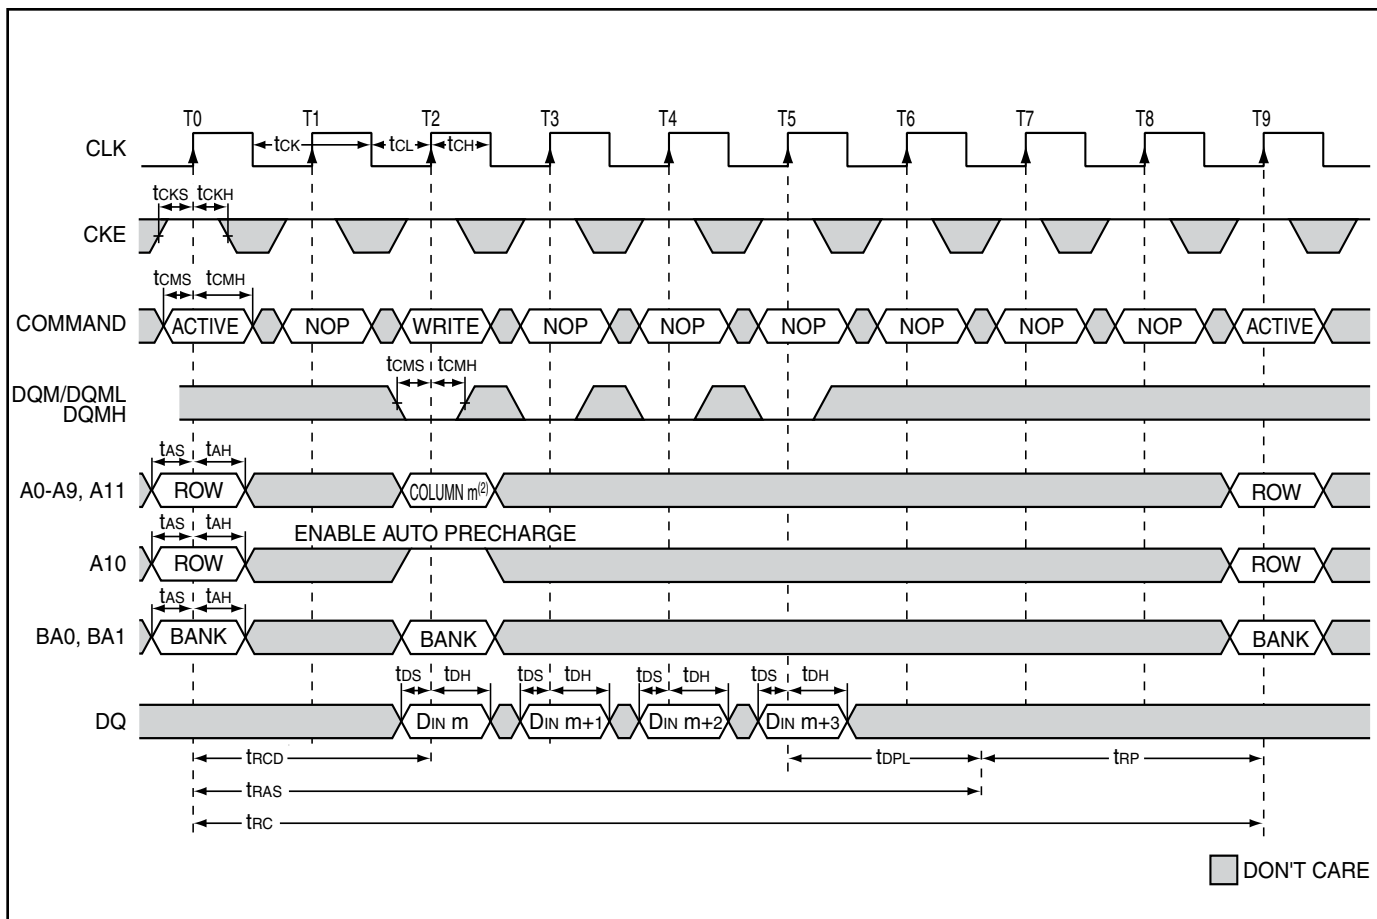 T0 T1 T2 T3 T4 T5 T6 T7 T8 T9
CLK tCK tCL tCH
tCKS tCKH
CKE
tCMS tCMH
COMMAND ACTIVE NOP WRITE NOP NOP NOP NOP NOP NOP ACTIVE
tCMS tCMH
DQM/DQML
DQMH
tAS tAH
A0-A9, A11 ROW COLUMN m(2) ROW
tAS tAH ENABLE AUTO PRECHARGE
A10 ROW ROW
tAS tAH
BA0, BA1 BANK BANK BANK
tDS tDH tDS tDH tDS tDH tDS tDH
DQ DIN m DIN m+1 DIN m+2 DIN m+3
tRCD tDPL tRP
tRAS
tRC
DON'T CARE